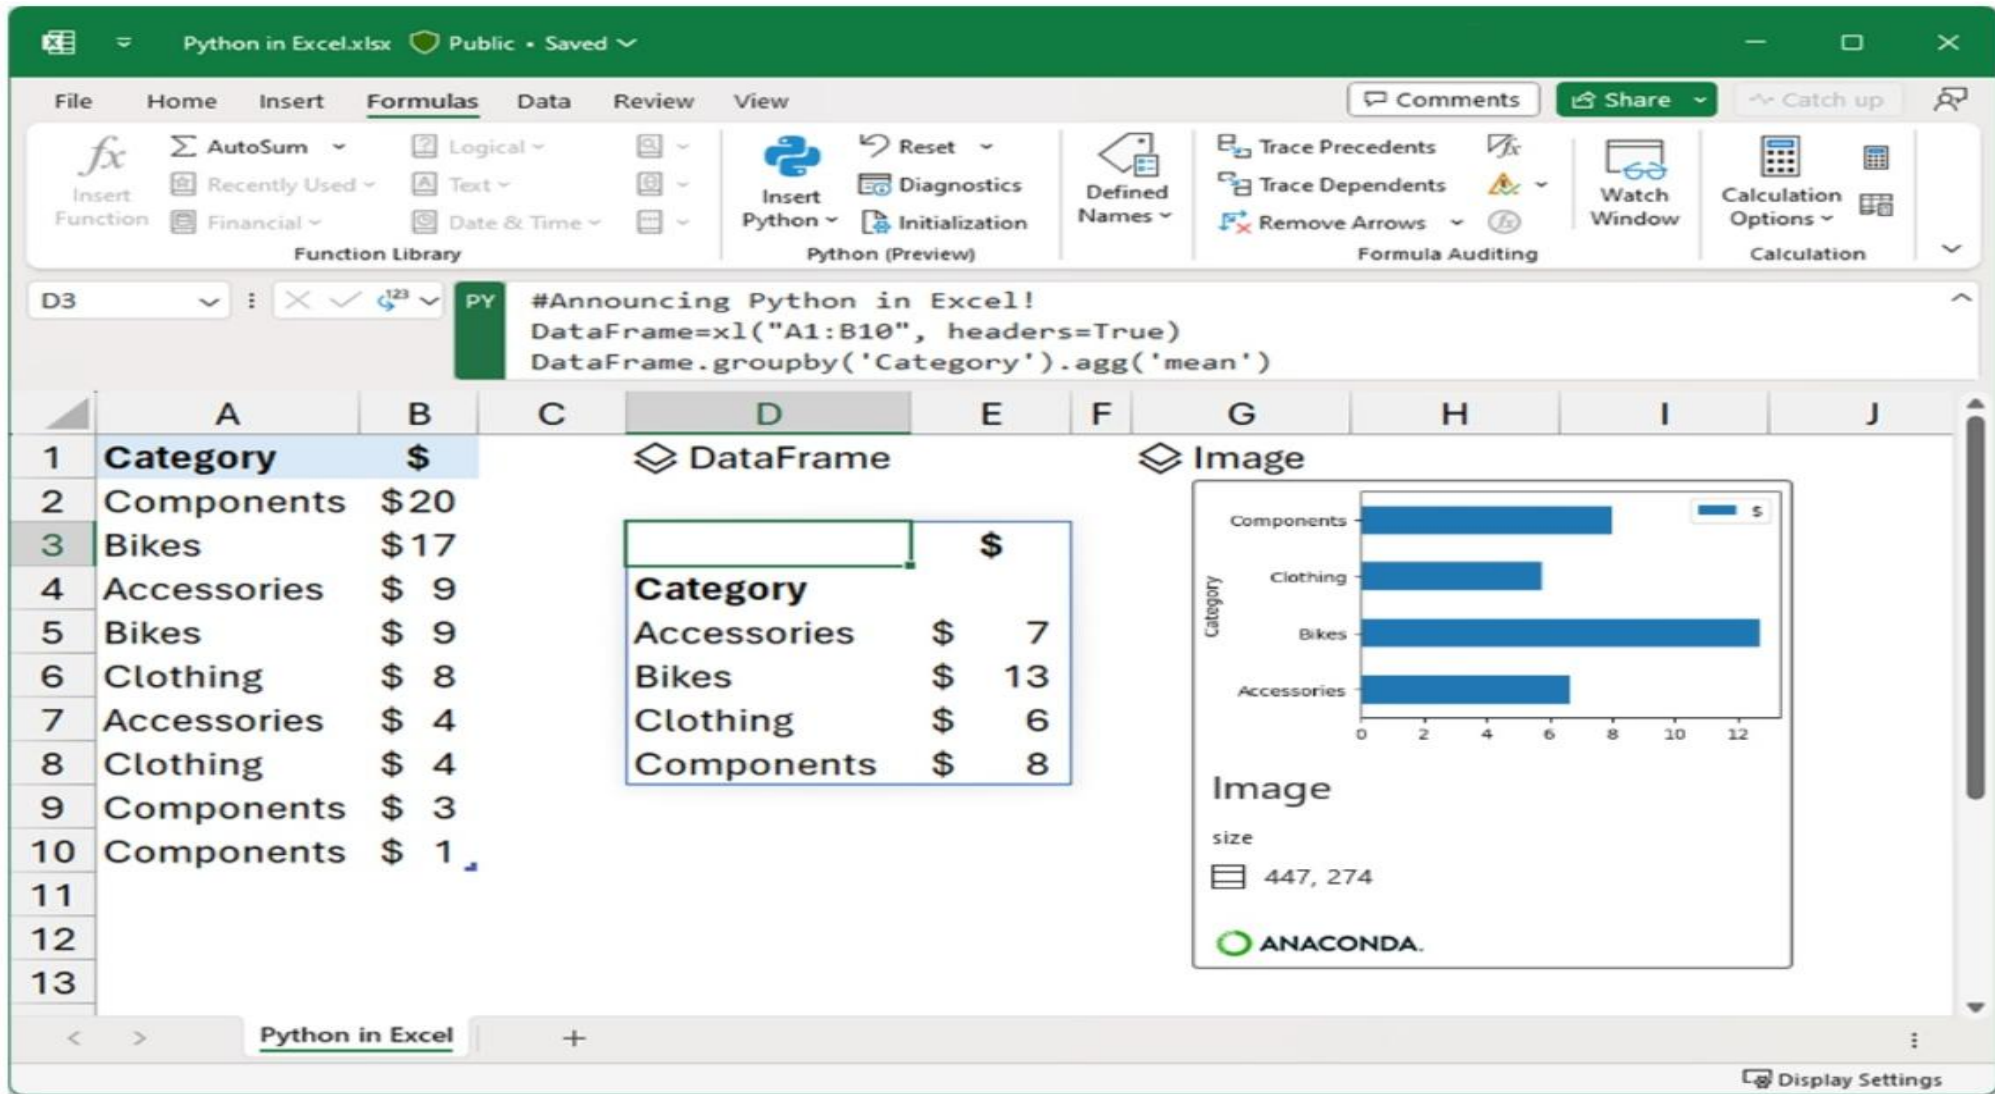 Python in Excel.xlsx Public • Saved
File Home Insert Formulas Data Review View Comments Share Catch up
fx Insert Function
AutoSum
Recently Used
Financial
Logical
Text
Date & Time
Function Library
Insert Python
Reset
Diagnostics
Initialization
Python (Preview)
Defined Names
Trace Precedents
Trace Dependents
Remove Arrows
Formula Auditing
Watch Window
Calculation Options
Calculation
D3 123 PY #Announcing Python in Excel!
DataFrame=xl("A1:B10", headers=True)
DataFrame.groupby('Category').agg('mean')
A B C D E F G H I J
1 Category $ DataFrame Image
2 Components $20
3 Bikes $17 $
4 Accessories $ 9 Category
5 Bikes $ 9 Accessories $ 7
6 Clothing $ 8 Bikes $ 13
7 Accessories $ 4 Clothing $ 6
8 Clothing $ 4 Components $ 8
9 Components $ 3
10 Components $ 1
11
12
13
$
Category
Components
Clothing
Bikes
Accessories
0 2 4 6 8 10 12
Image
size
447, 274
ANACONDA.
Python in Excel
Display Settings